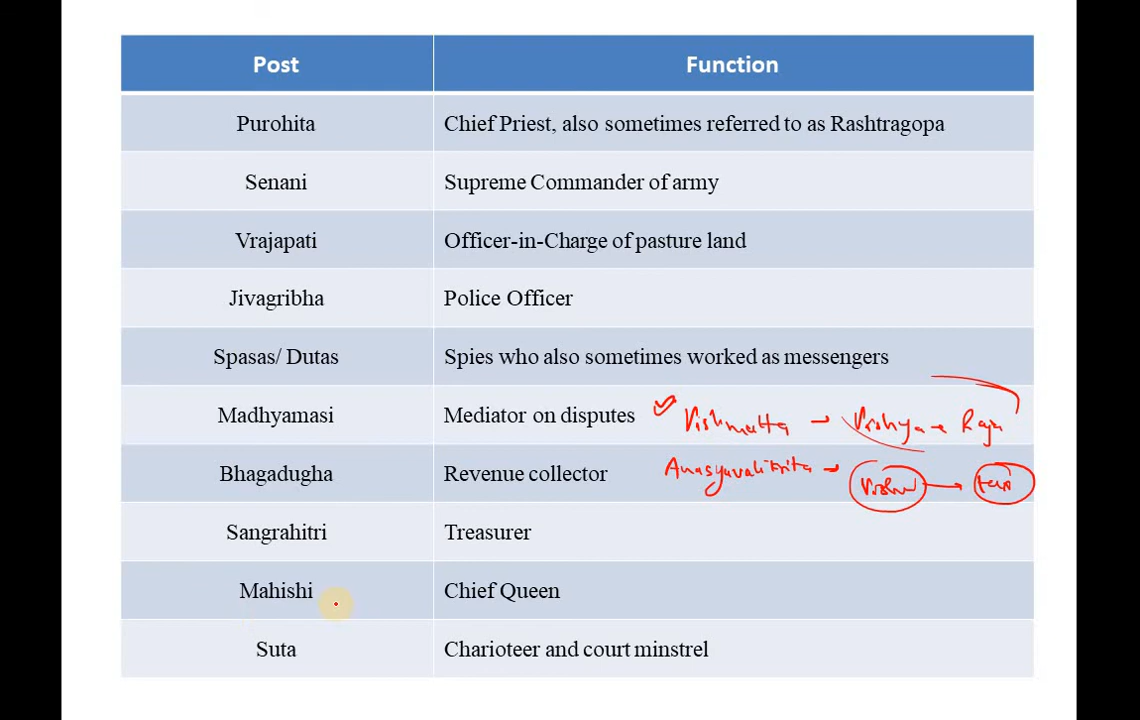 Post Function
Purohita Chief Priest, also sometimes referred to as Rashtragopa
Senani Supreme Commander of army
Vrajapati Officer-in-Charge of pasture land
Jivagribha Police Officer
Spasas/ Dutas Spies who also sometimes worked as messengers
Madhyamasi Mediator on disputes Vishmatta → → Raja
Bhagadugha Revenue collector →
Sangrahitri Treasurer
Mahishi Chief Queen
Suta Charioteer and court minstrel